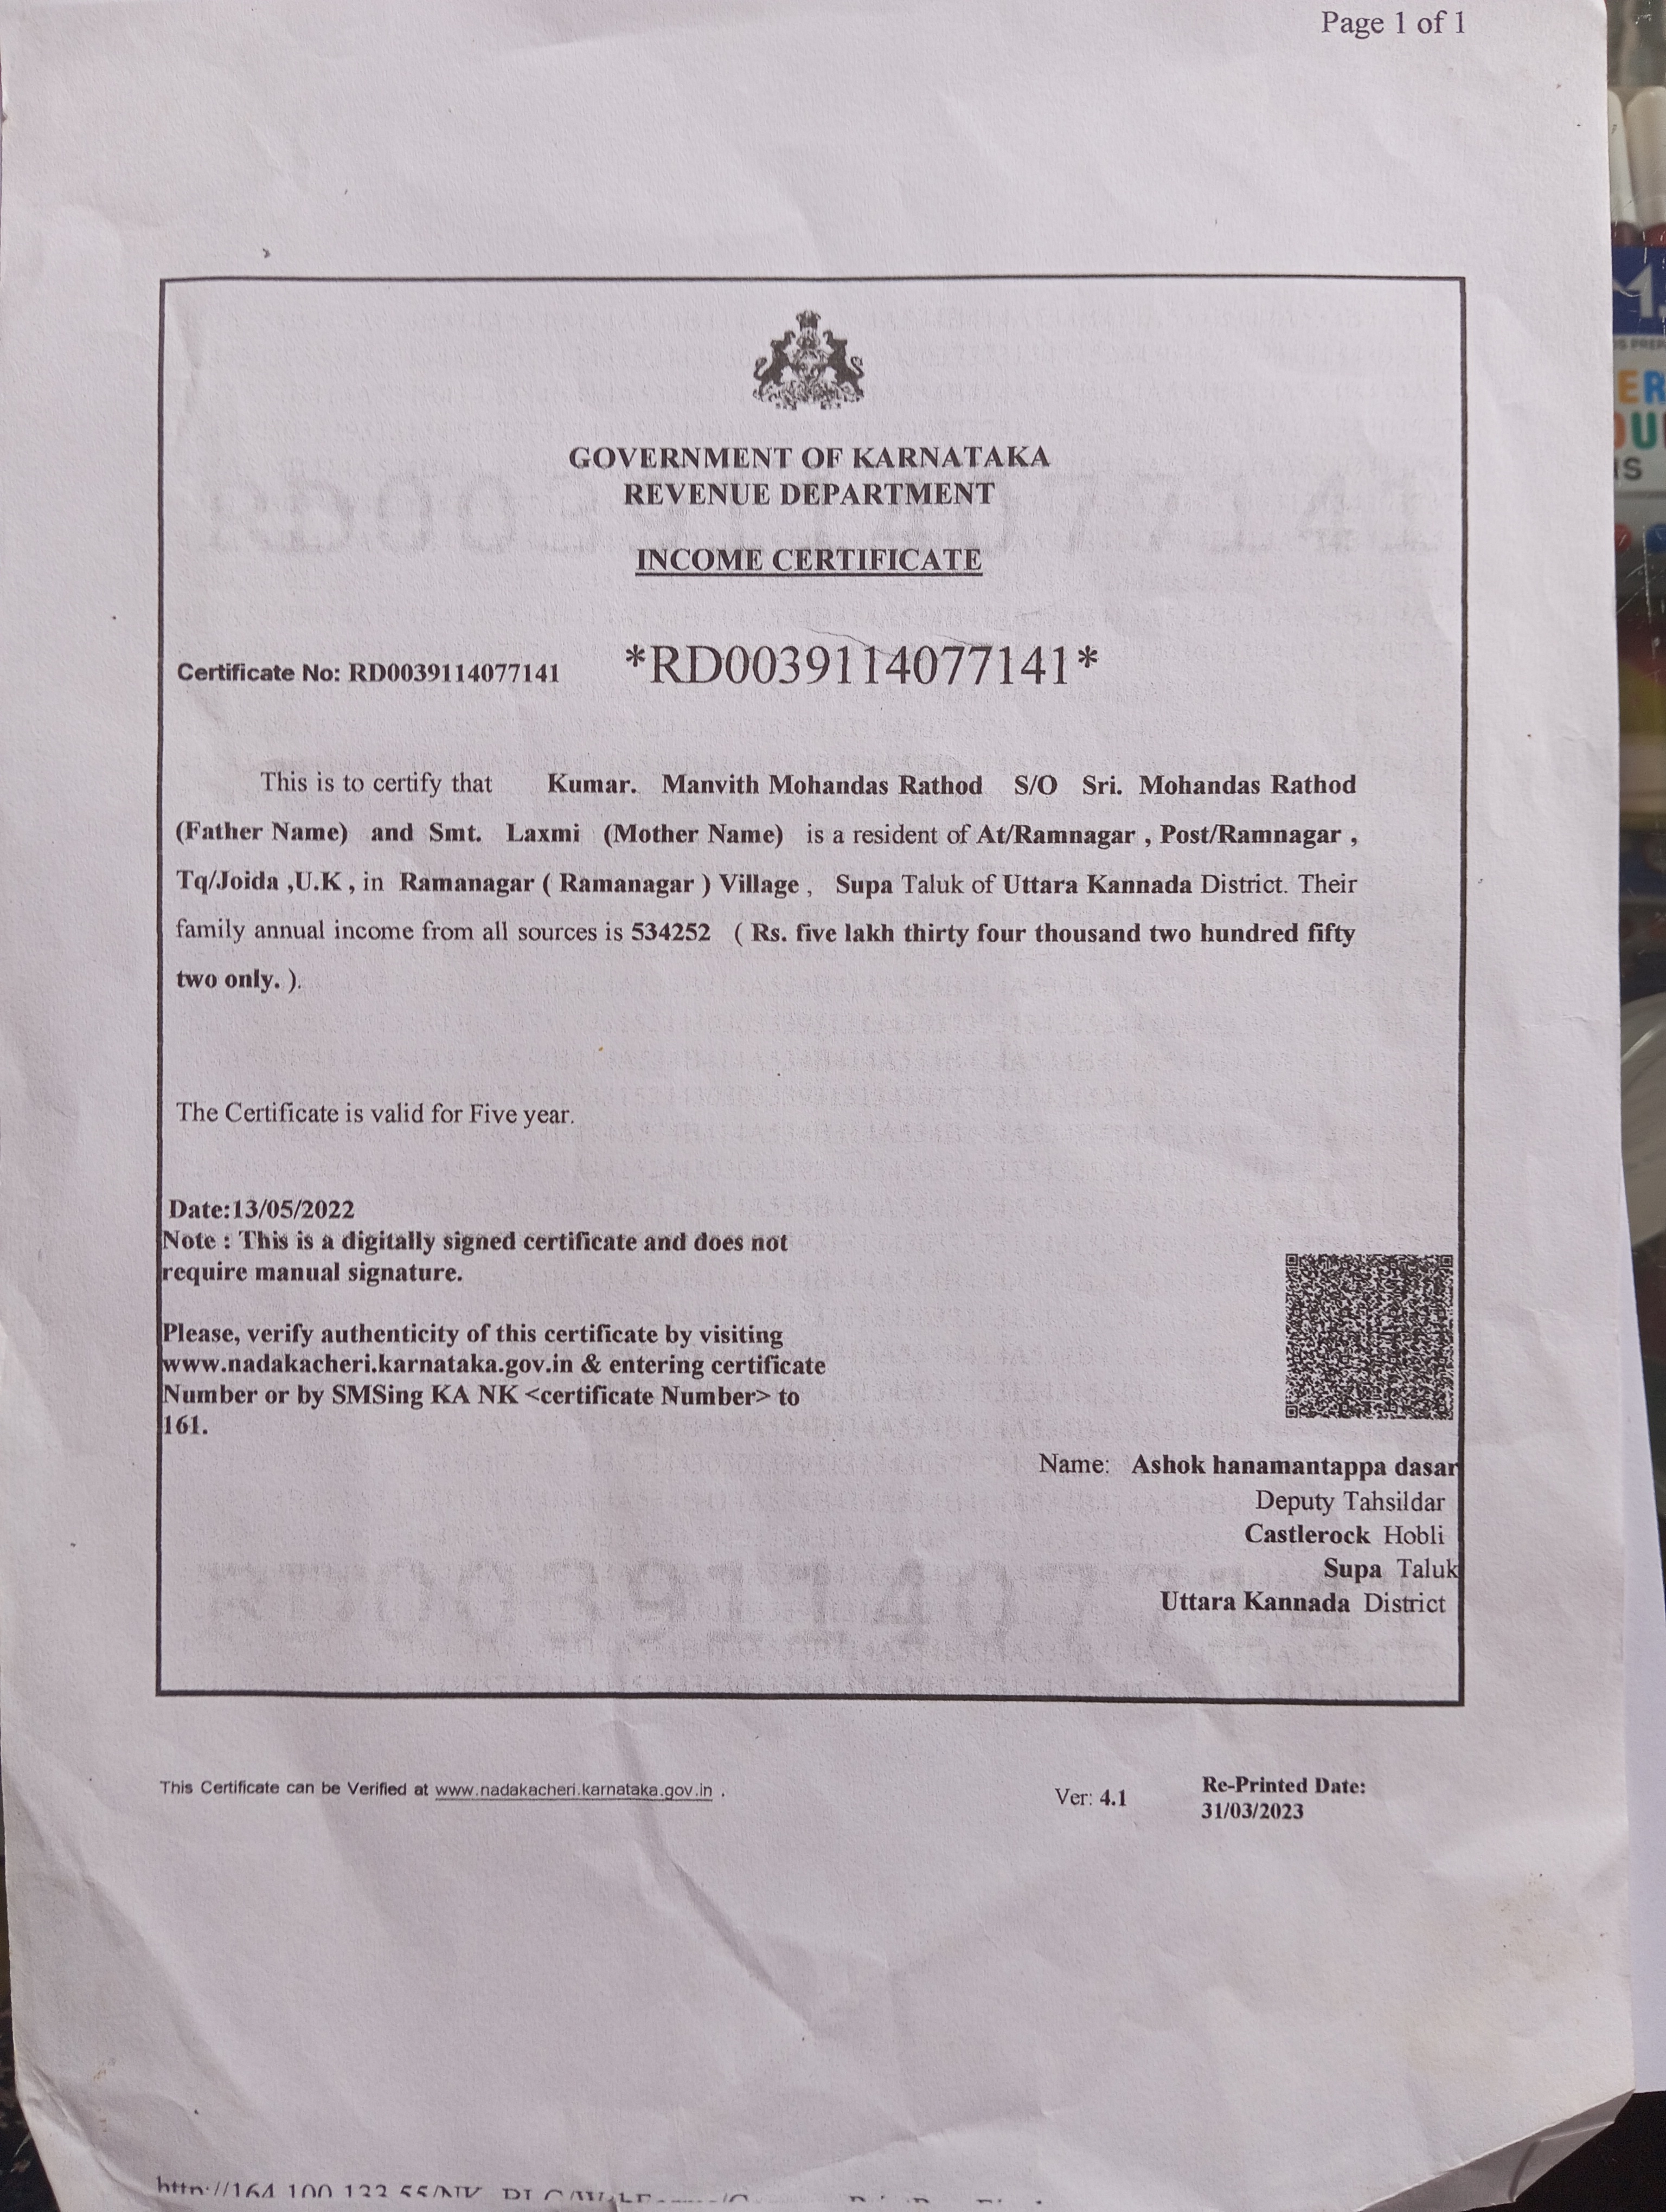 Page 1 of 1
GOVERNMENT OF KARNATAKA
REVENUE DEPARTMENT
INCOME CERTIFICATE
Certificate No: RD0039114077141 *RD0039114077141*
This is to certify that Kumar. Manvith Mohandas Rathod S/O Sri. Mohandas Rathod
(Father Name) and Smt. Laxmi (Mother Name) is a resident of At/Ramnagar , Post/Ramnagar ,
Tq/Joida ,U.K , in Ramanagar ( Ramanagar ) Village , Supa Taluk of Uttara Kannada District. Their
family annual income from all sources is 534252 ( Rs. five lakh thirty four thousand two hundred fifty
two only. ).
The Certificate is valid for Five year.
Date:13/05/2022
Note : This is a digitally signed certificate and does not
require manual signature.
Please, verify authenticity of this certificate by visiting
www.nadakacheri.karnataka.gov.in & entering certificate
Number or by SMSing KA NK <certificate Number> to
161.
Name: Ashok hanamantappa dasar
Deputy Tahsildar
Castlerock Hobli
Supa Taluk
Uttara Kannada District
This Certificate can be Verified at www.nadakacheri.karnataka.gov.in .
Ver: 4.1
Re-Printed Date:
31/03/2023